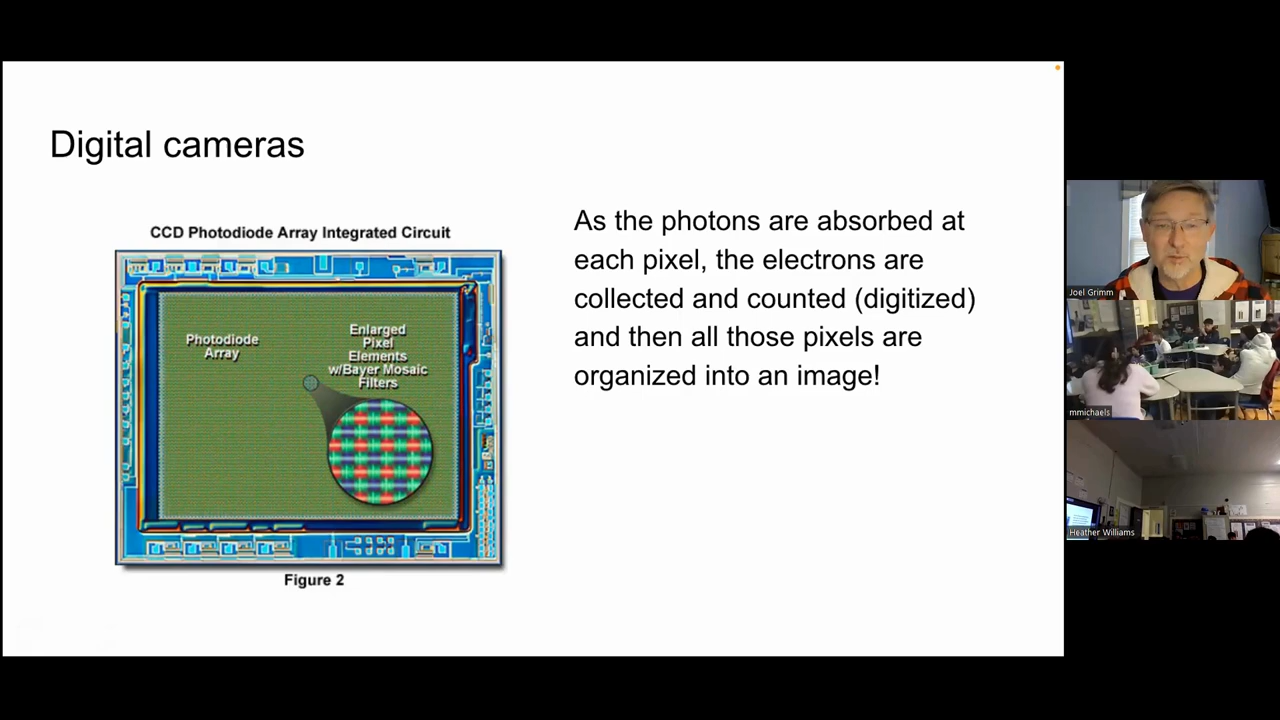 Digital cameras
CCD Photodiode Array Integrated Circuit
Photodiode
Array
Enlarged
Pixel
Elements
w/Bayer Mosaic
Filters
Figure 2
As the photons are absorbed at
each pixel, the electrons are
collected and counted (digitized)
and then all those pixels are
organized into an image!
Joel Grimm
mmichaels
Heather Williams